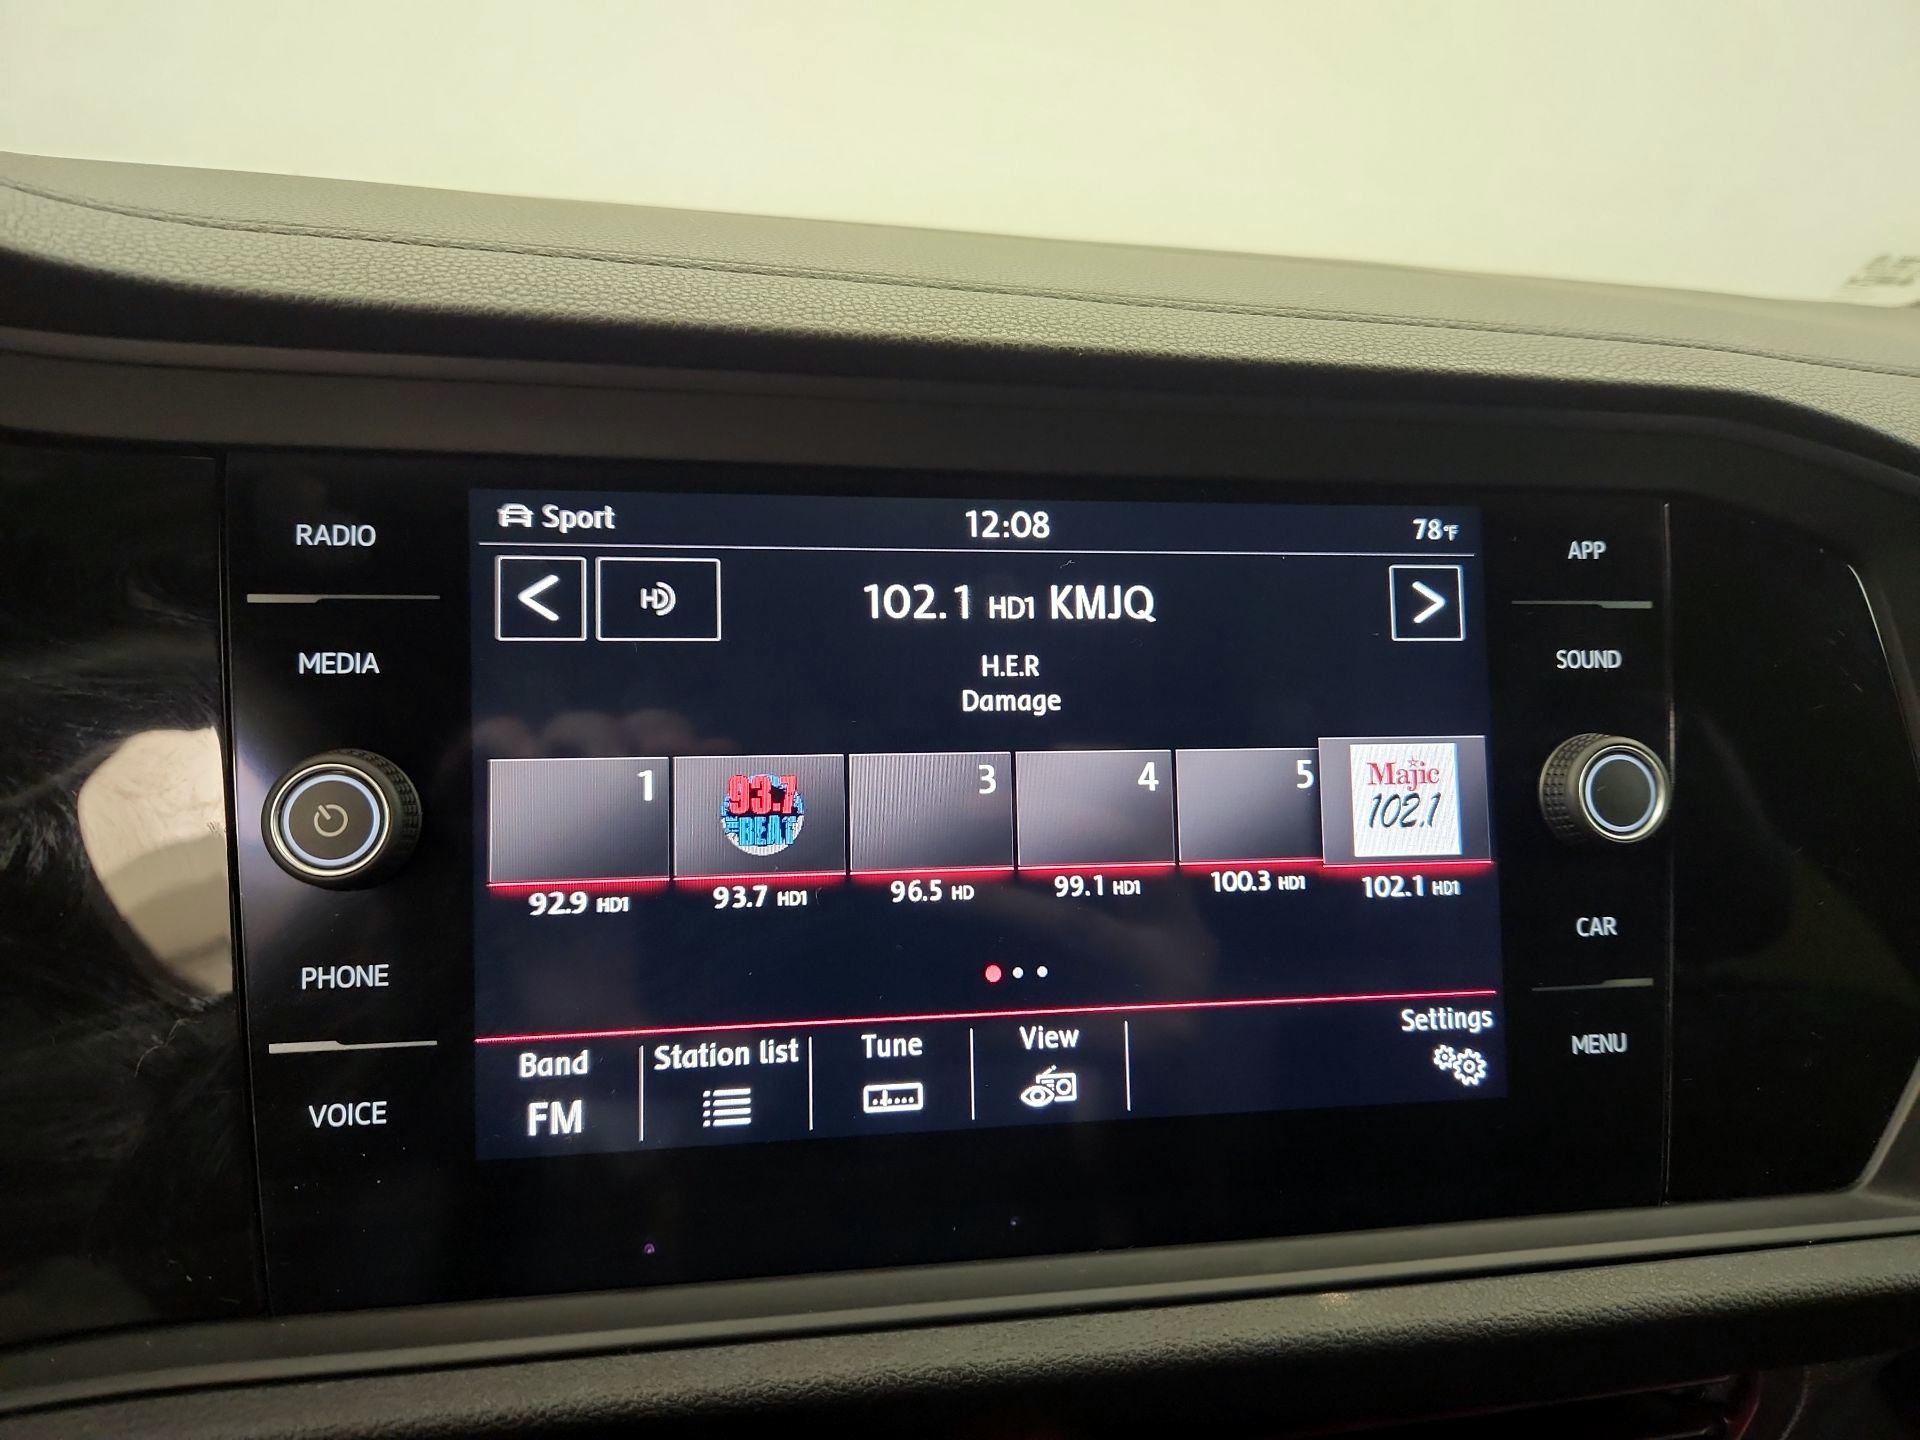 RADIO
MEDIA
PHONE
VOICE
Sport
12:08
78°F
HD
102.1 HD1 KMJQ
H.E.R
Damage
1
93.7
THE
BEAT
3
4
5
Majic
102.1
92.9 HD1
93.7 HD1
96.5 HD
99.1 HD1
100.3 HD1
102.1 HD1
Band
FM
Station list
Tune
View
Settings
APP
SOUND
CAR
MENU